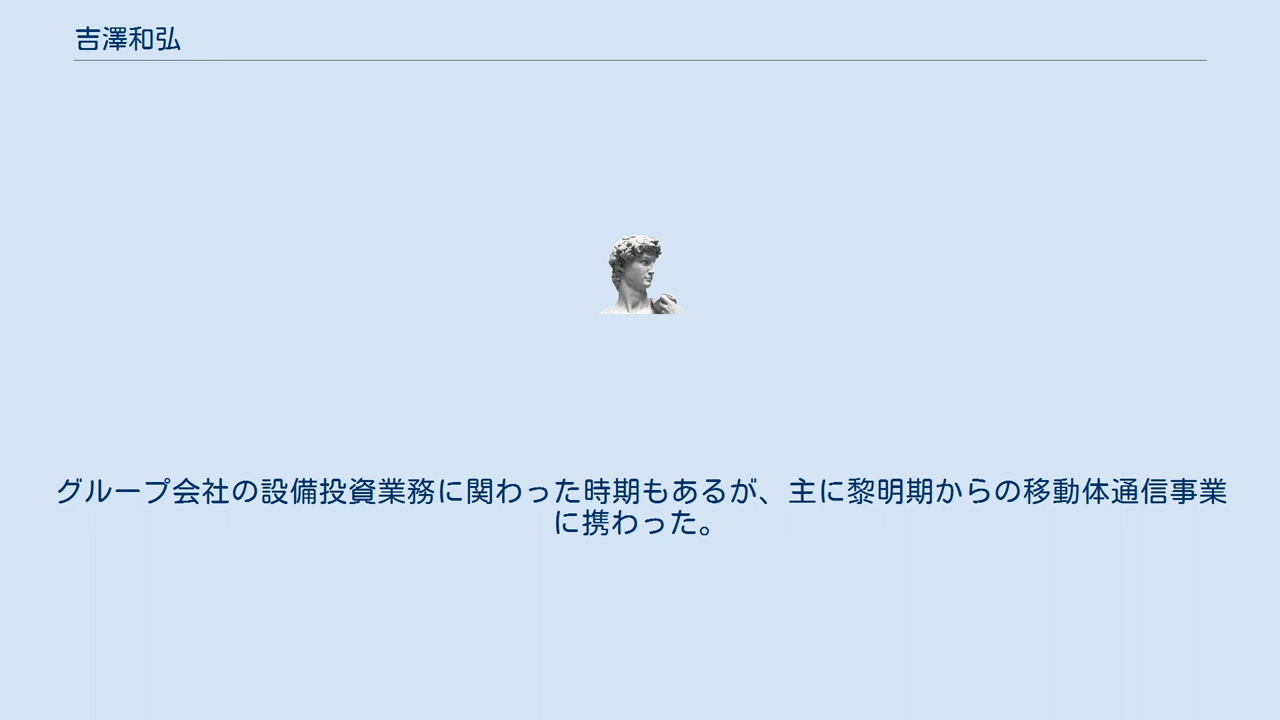 吉澤和弘
グループ会社の設備投資業務に関わった時期もあるが、主に黎明期からの移動体通信事業
に携わった。